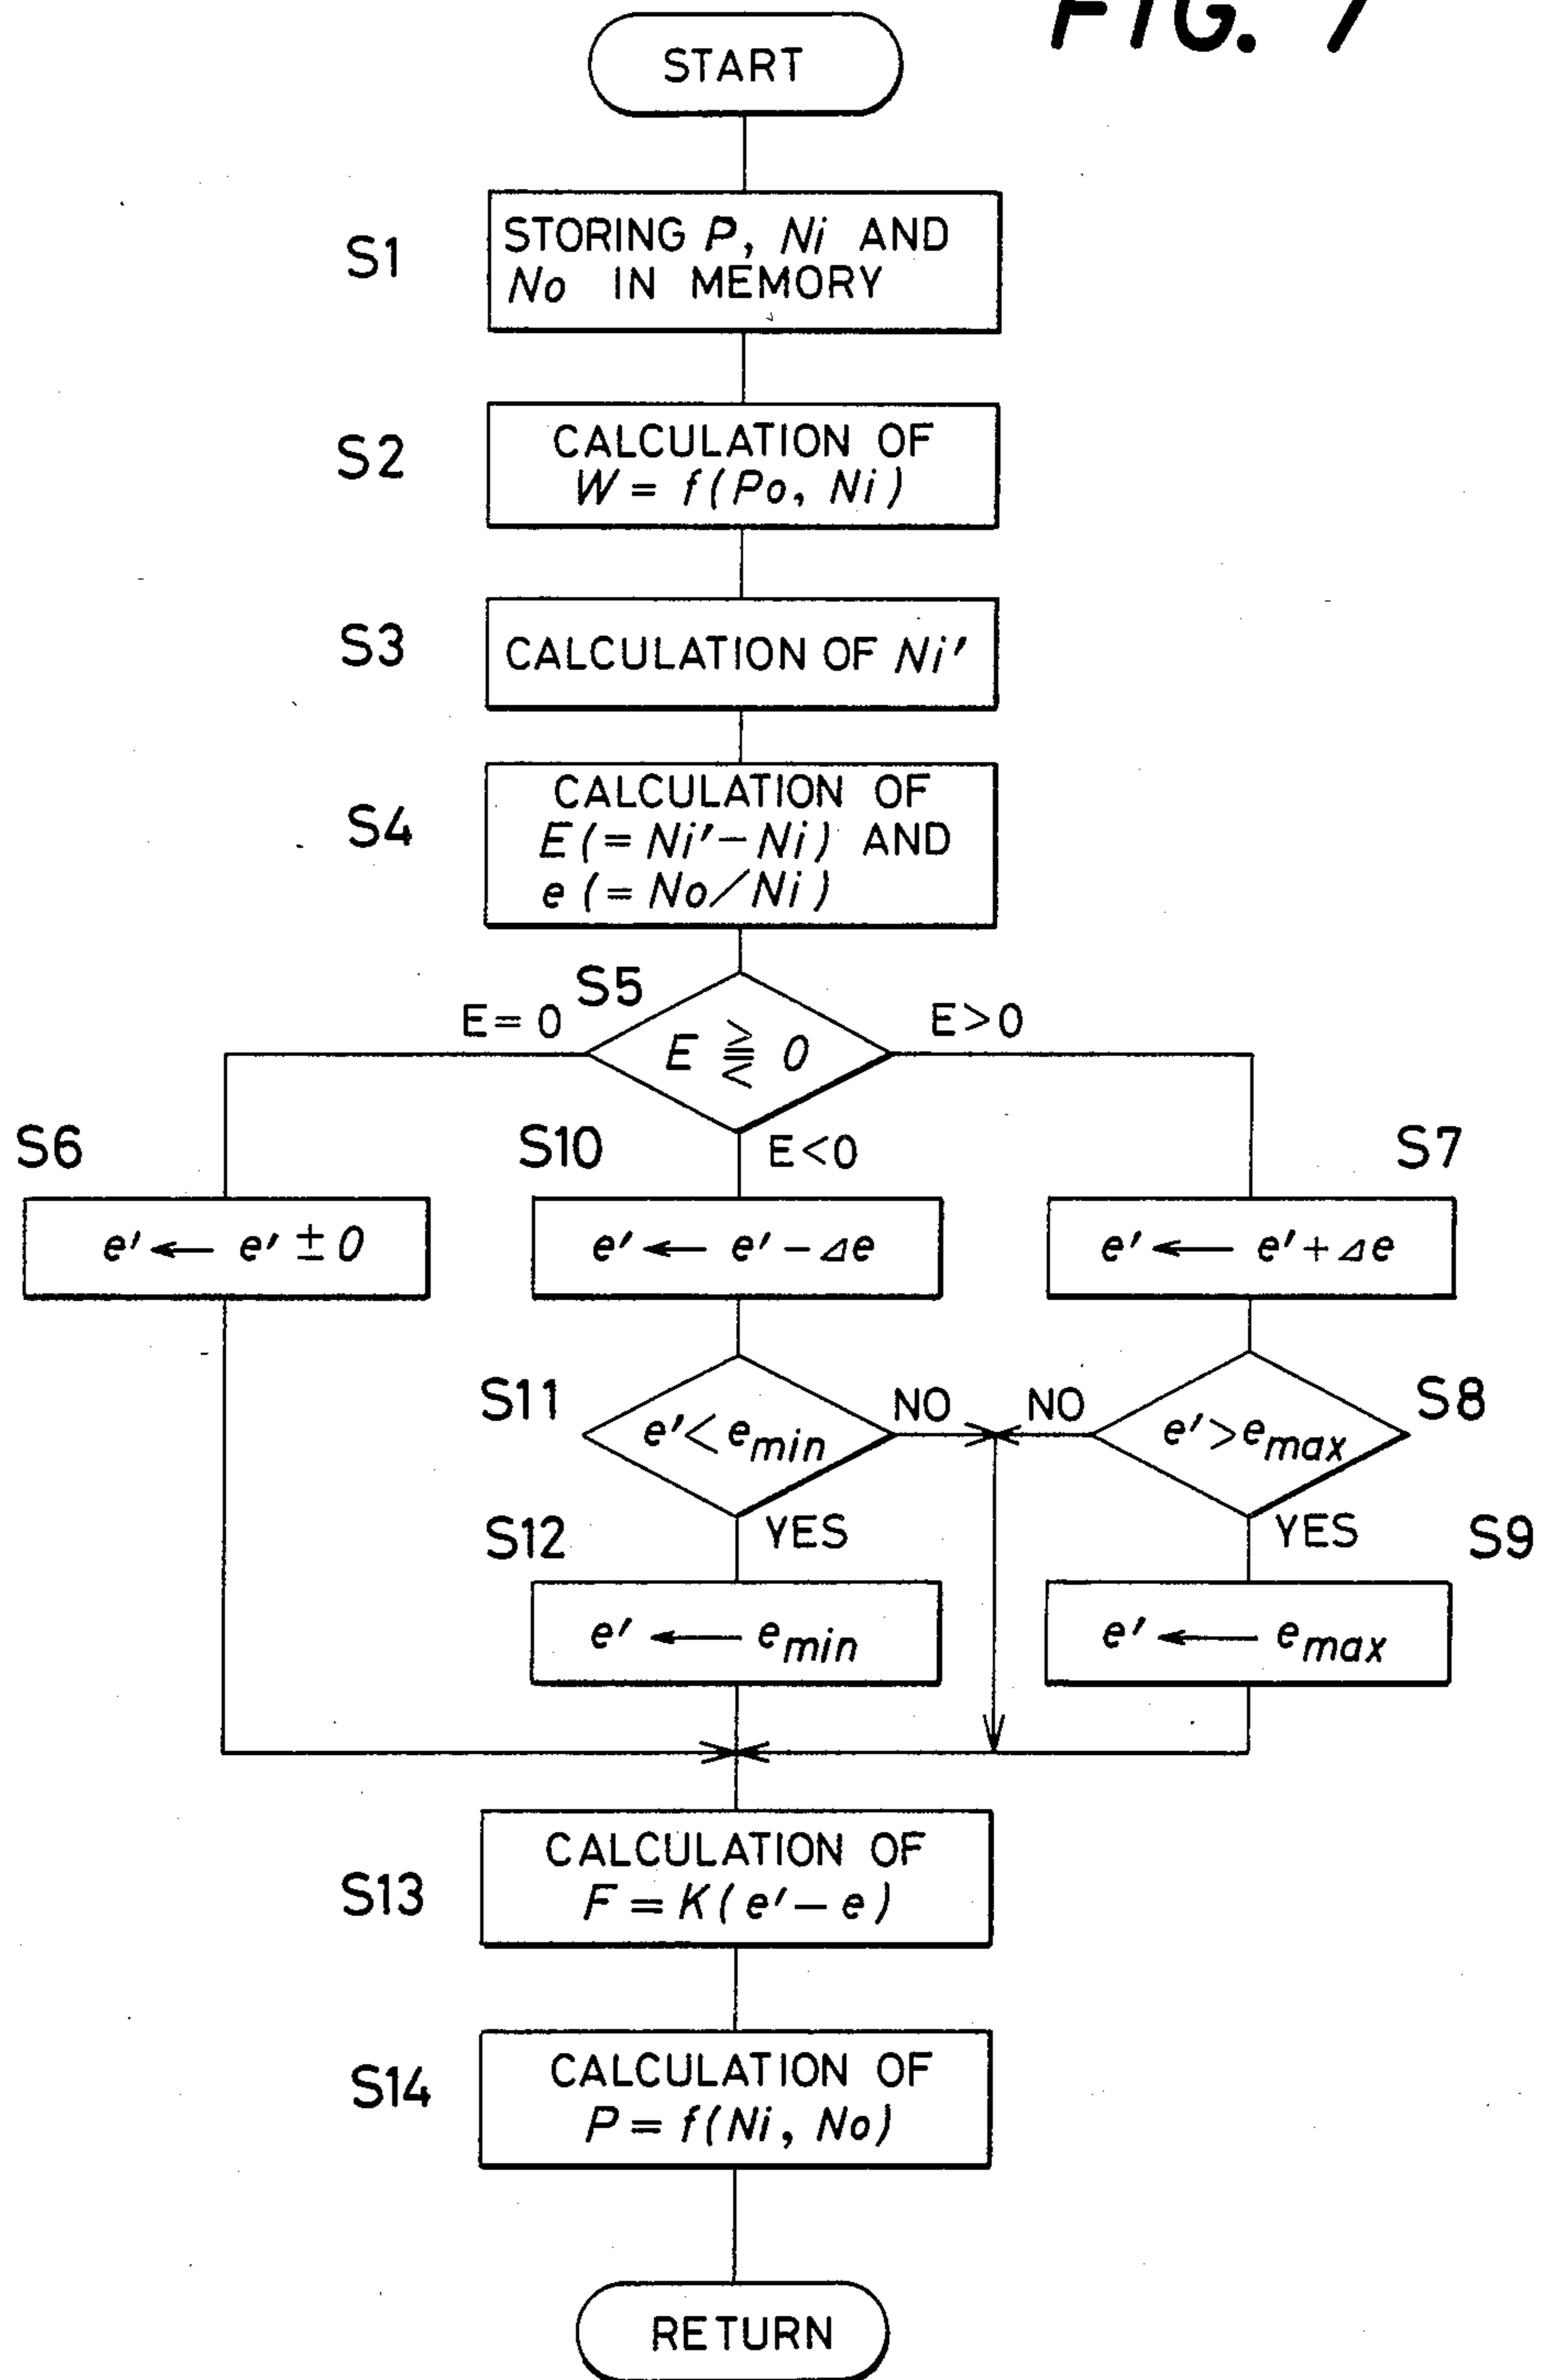 FIG. 7
START
S1
STORING P, Ni AND
No IN MEMORY
S2
CALCULATION OF
W = f(Po, Ni)
S3
CALCULATION OF Ni'
S4
CALCULATION OF
E (= Ni' − Ni) AND
e (= No/Ni)
S5
E ⪌ 0
E = 0
E > 0
E < 0
S6
e' ← e' ± 0
S10
e' ← e' − Δe
S7
e' ← e' + Δe
S11
e' < emin
NO
YES
S8
e' > emax
NO
YES
S12
e' ← emin
S9
e' ← emax
S13
CALCULATION OF
F = K(e' − e)
S14
CALCULATION OF
P = f(Ni, No)
RETURN